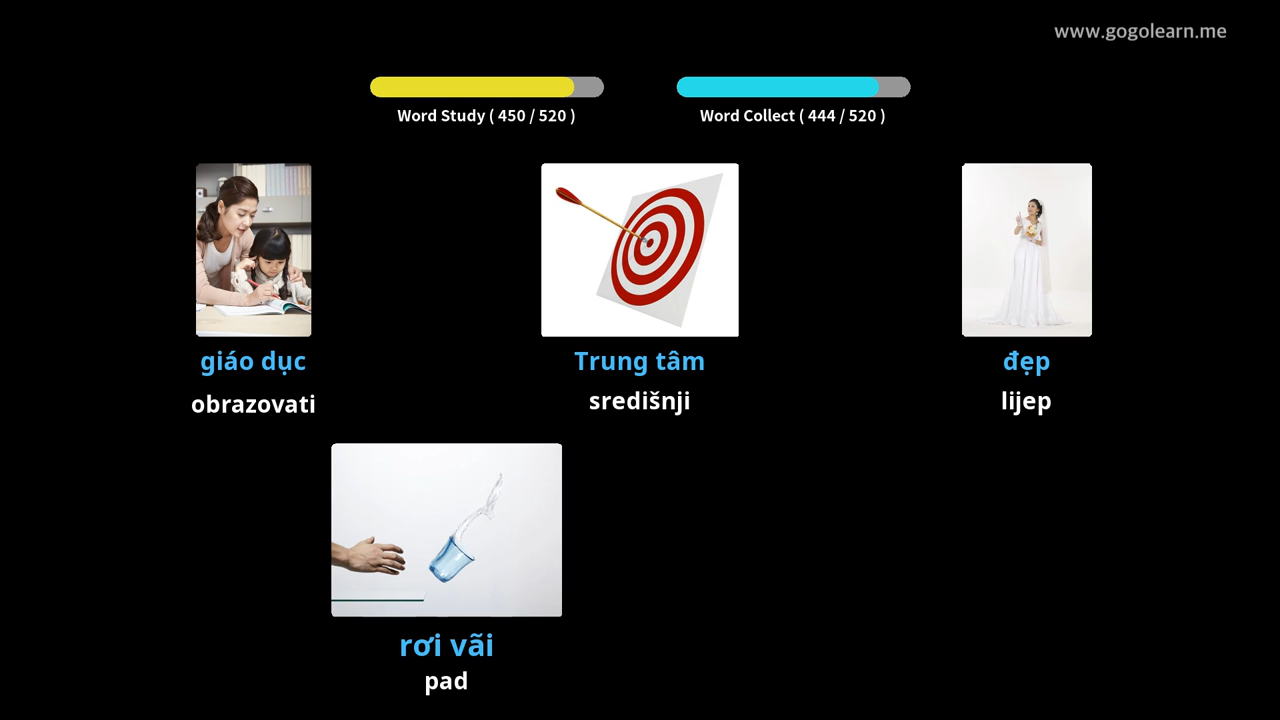 www.gogolearn.me
Word Study ( 450 / 520 )
Word Collect ( 444 / 520 )
giáo dục
obrazovati
Trung tâm
središnji
đẹp
lijep
rơi vãi
pad